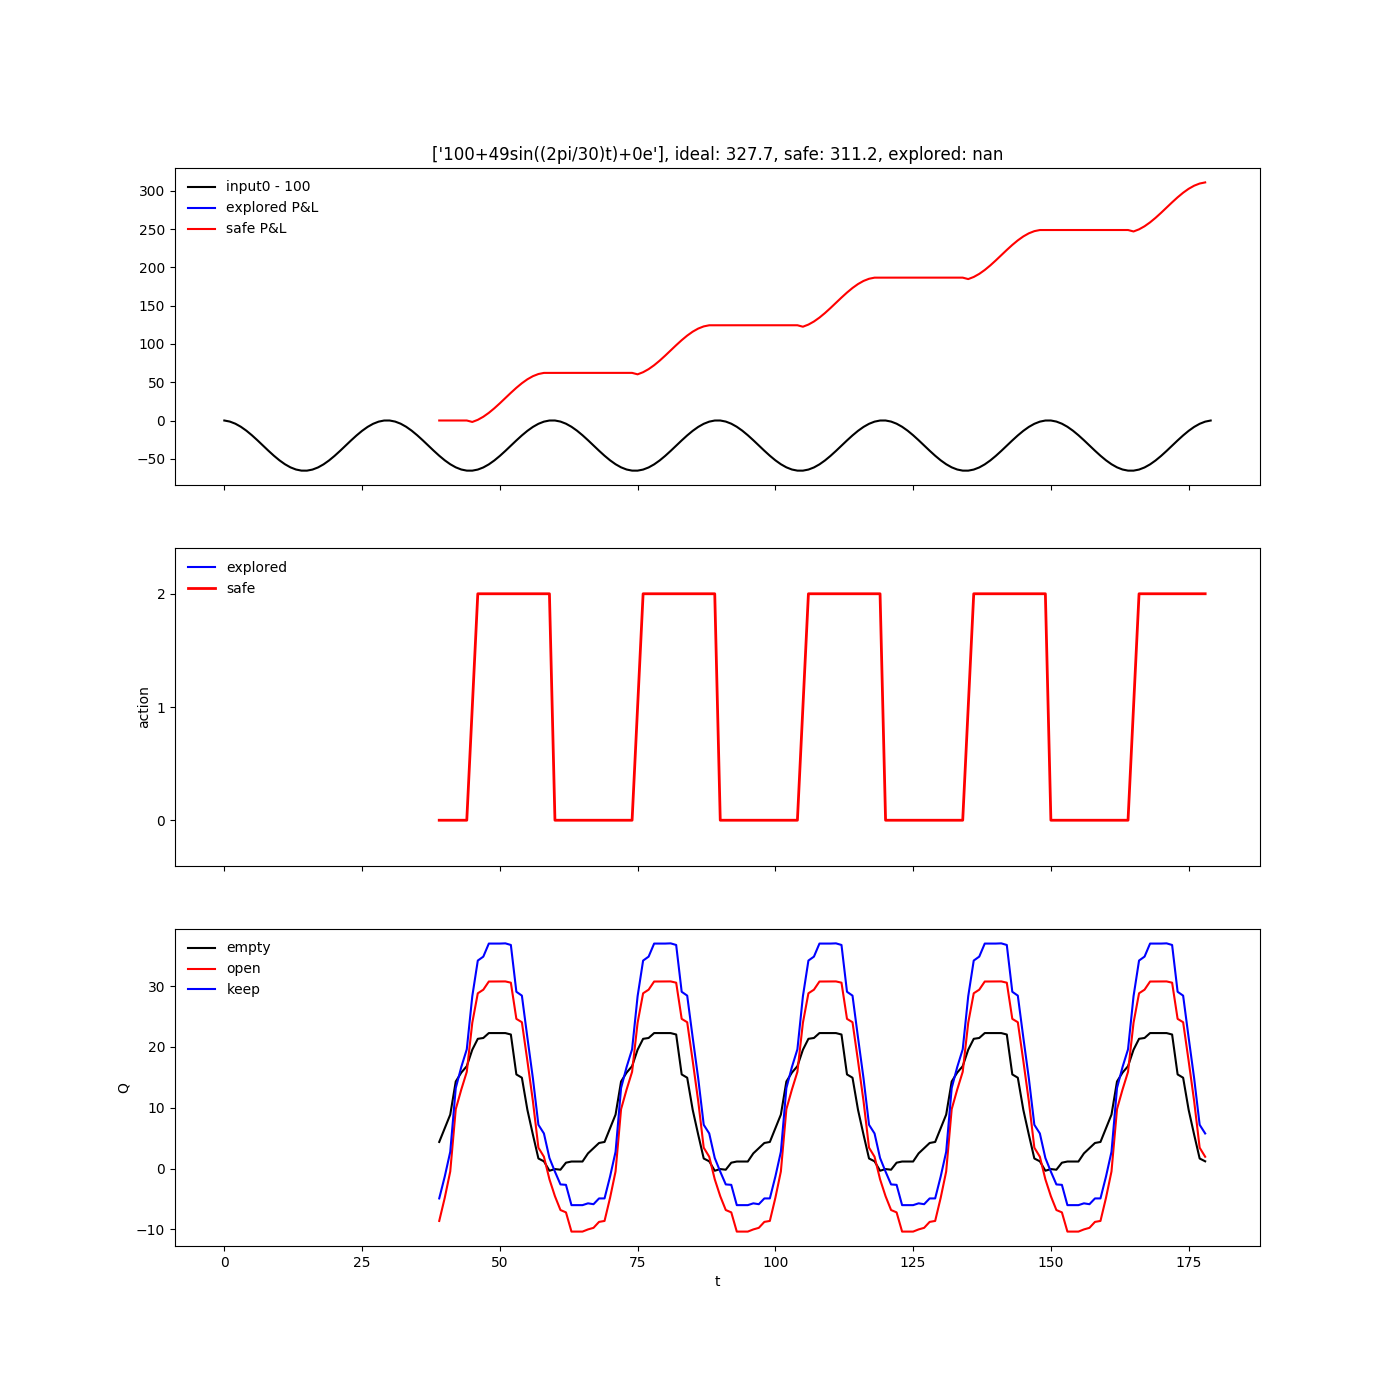 ['100+49sin((2pi/30)t)+0e'], ideal: 327.7, safe: 311.2, explored: nan
input0 - 100
explored P&L
safe P&L
300
250
200
150
100
50
0
−50
explored
safe
2
1
0
action
empty
open
keep
30
20
10
0
−10
Q
0
25
50
75
100
125
150
175
t